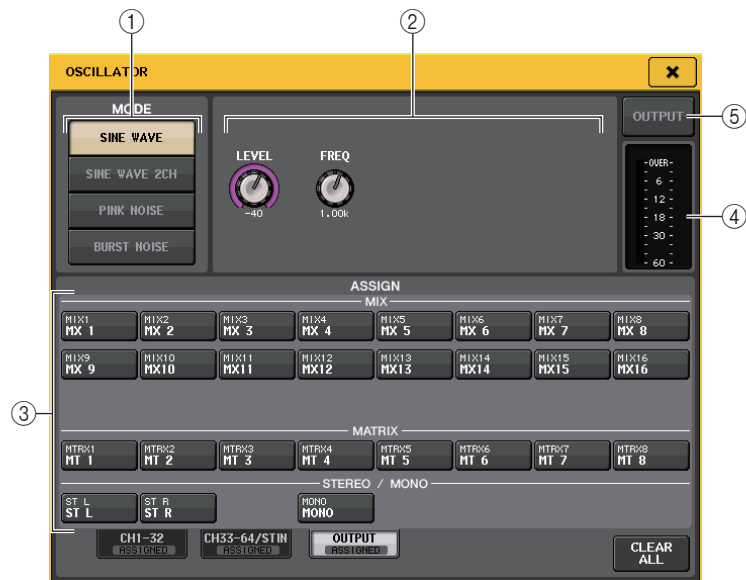 ① ②
OSCILLATOR ×
MODE
SINE WAVE
SINE WAVE 2CH
PINK NOISE
BURST NOISE
LEVEL FREQ
-40 1.00k
OUTPUT ⑤
-OVER-
- 6 -
- 12 -
- 18 - ④
- 30 -
- 60 -
ASSIGN
MIX
MIX1 MIX2 MIX3 MIX4 MIX5 MIX6 MIX7 MIX8
MX 1 MX 2 MX 3 MX 4 MX 5 MX 6 MX 7 MX 8
MIX9 MIX10 MIX11 MIX12 MIX13 MIX14 MIX15 MIX16
MX 9 MX10 MX11 MX12 MX13 MX14 MX15 MX16
③
MATRIX
MTRX1 MTRX2 MTRX3 MTRX4 MTRX5 MTRX6 MTRX7 MTRX8
MT 1 MT 2 MT 3 MT 4 MT 5 MT 6 MT 7 MT 8
STEREO / MONO
ST L ST R MONO
ST L ST R MONO
CH1-32 CH33-64/STIN OUTPUT
ASSIGNED ASSIGNED ASSIGNED
CLEAR
ALL